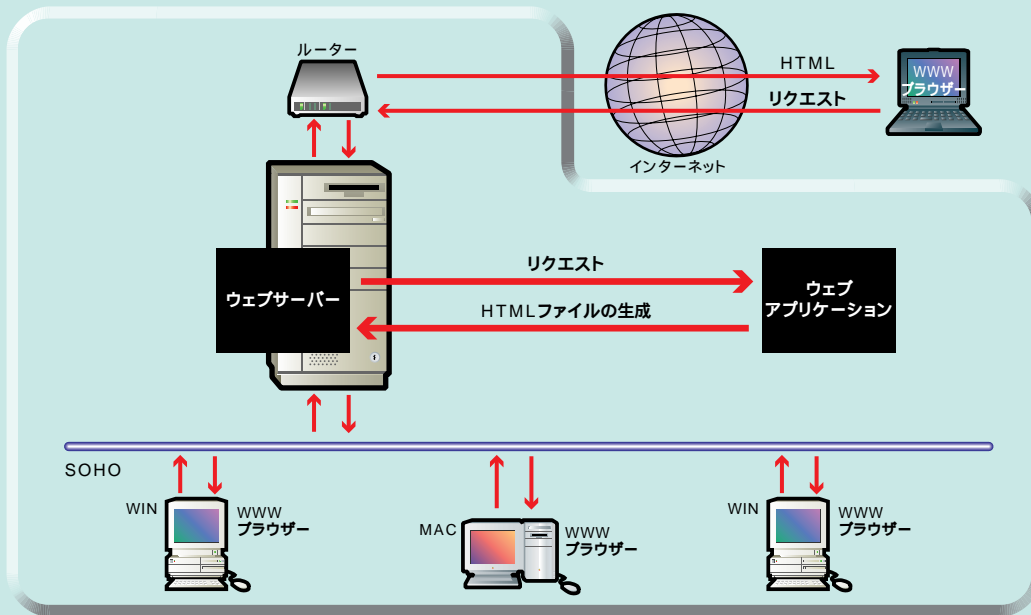 ルーター
HTML
WWW
ブラウザー
リクエスト
インターネット
リクエスト
ウェブサーバー
HTMLファイルの生成
ウェブ
アプリケーション
SOHO
WIN
WWW
ブラウザー
MAC
WWW
ブラウザー
WIN
WWW
ブラウザー